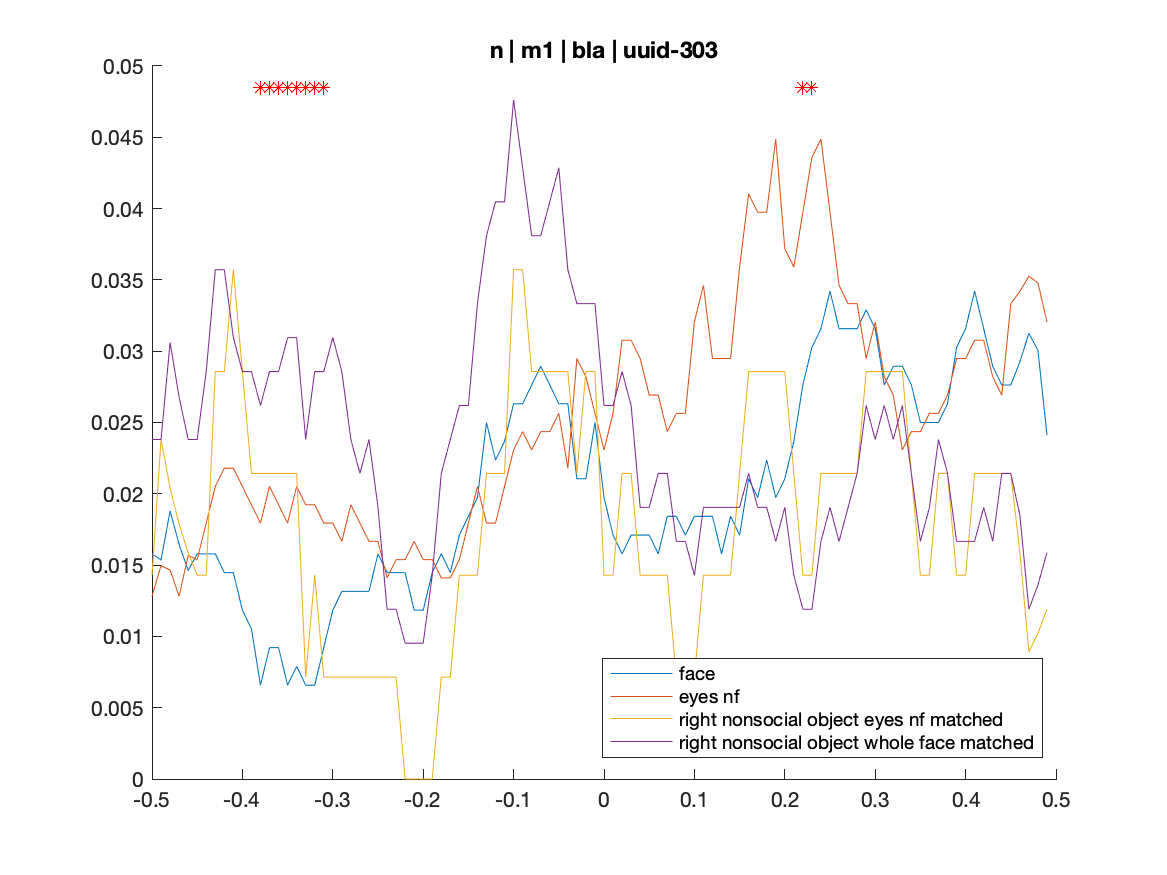 n | m1 | bla | uuid-303
0.05
0.045
0.04
0.035
0.03
0.025
0.02
0.015
0.01
0.005
0
-0.5 -0.4 -0.3 -0.2 -0.1 0 0.1 0.2 0.3 0.4 0.5
face
eyes nf
right nonsocial object eyes nf matched
right nonsocial object whole face matched